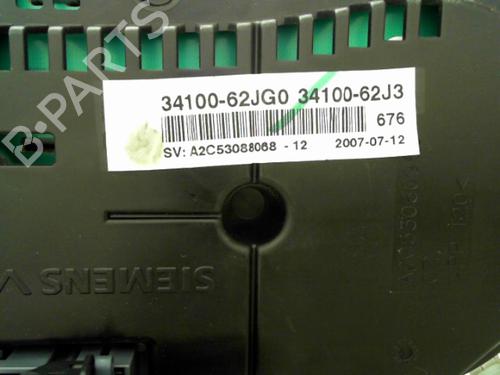 34100-62JG0 34100-62J3
676
SV: A2C53088068 - 12 2007-07-12
SIEMENS V
B-PARTS